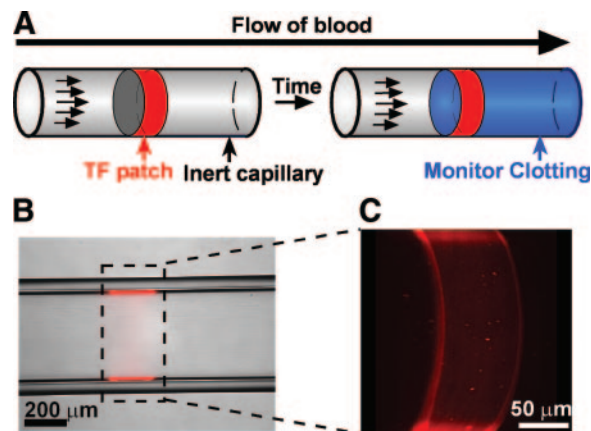 A
Flow of blood
Time
TF patch
Inert capillary
Monitor Clotting
B
C
200 μm
50 μm